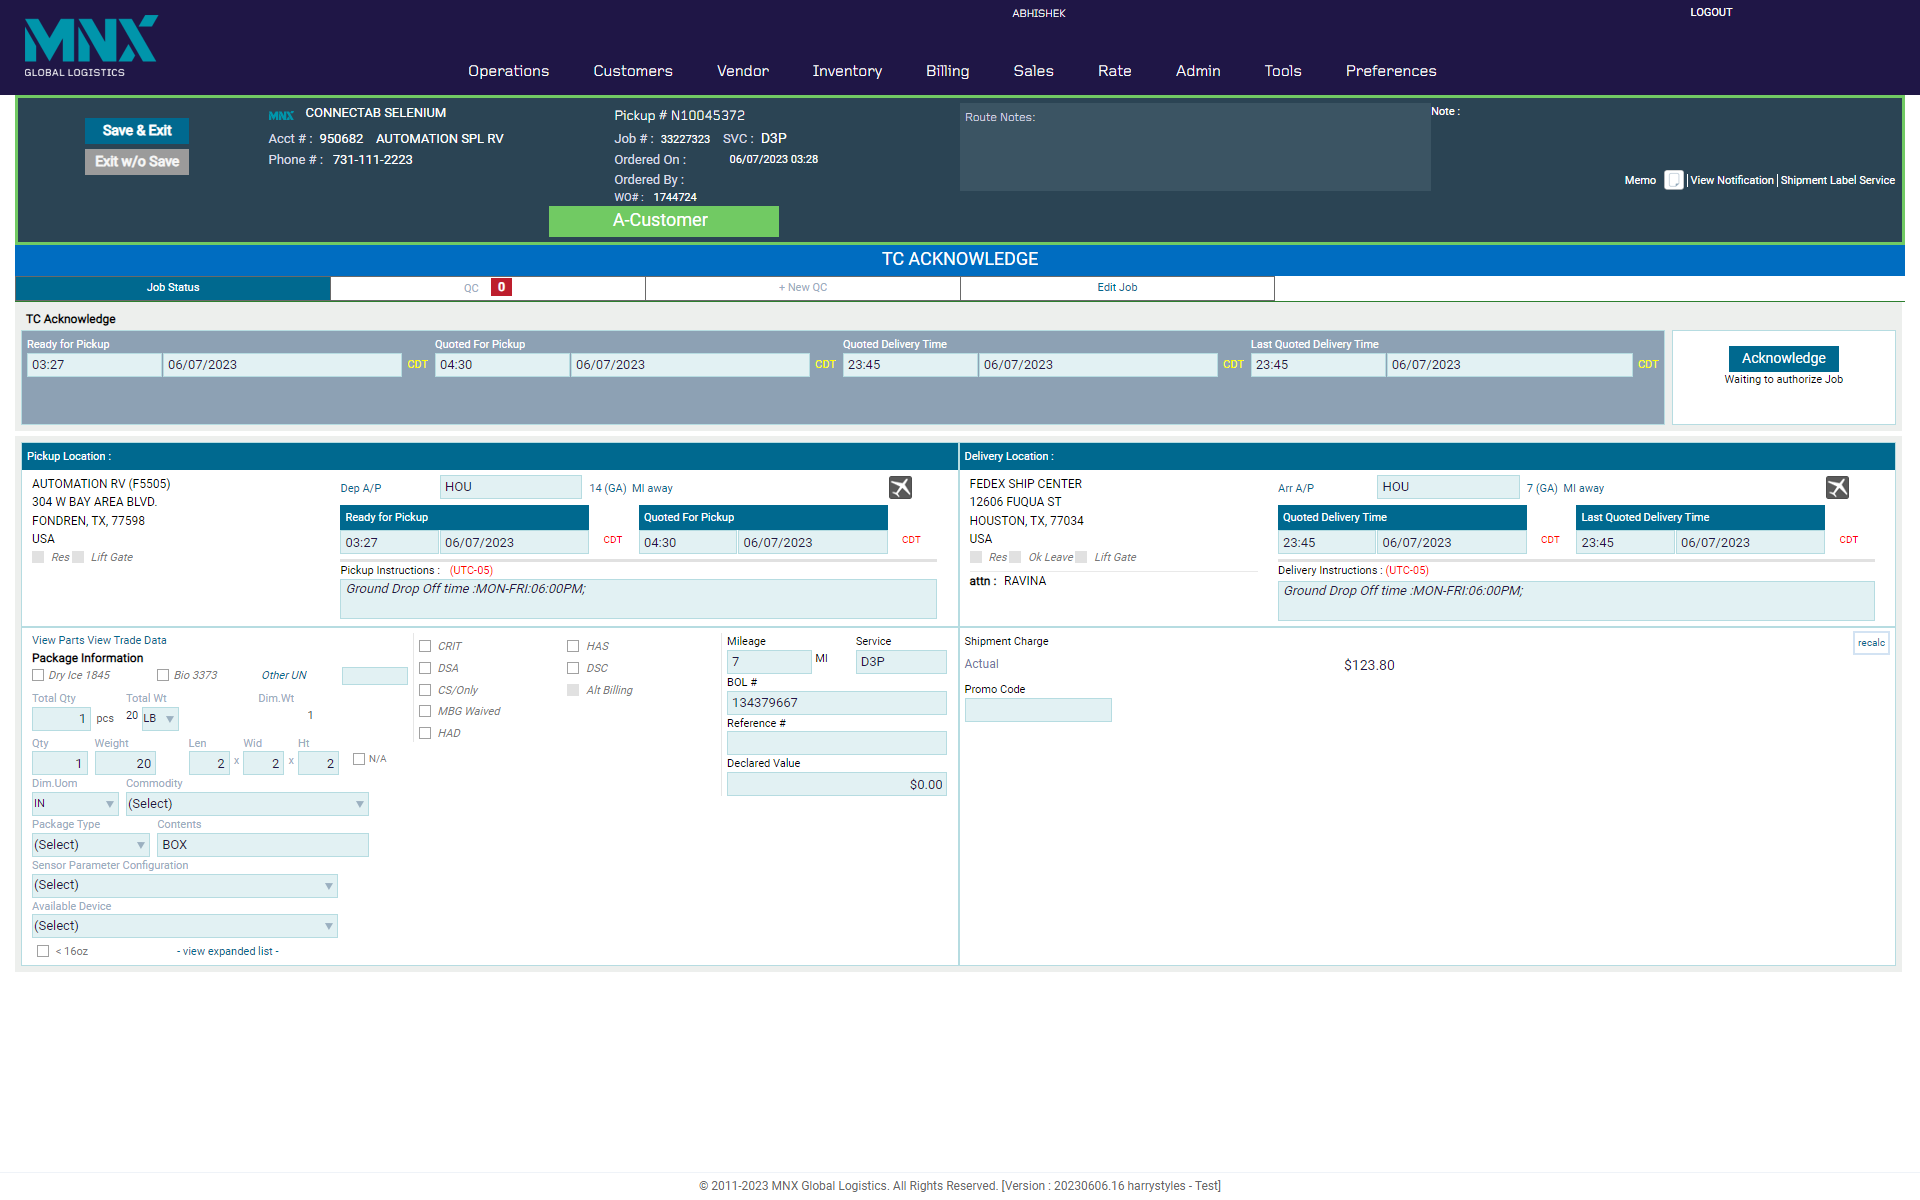 MNX
GLOBAL LOGISTICS
ABHISHEK
LOGOUT
Operations Customers Vendor Inventory Billing Sales Rate Admin Tools Preferences
Save & Exit
Exit w/o Save
MNX CONNECTAB SELENIUM
Acct # : 950682 AUTOMATION SPL RV
Phone # : 731-111-2223
Pickup # N10045372
Job # : 33227323 SVC : D3P
Ordered On : 06/07/2023 03:28
Ordered By :
WO# : 1744724
A-Customer
Route Notes:
Note :
Memo | View Notification | Shipment Label Service
TC ACKNOWLEDGE
Job Status QC 0 + New QC Edit Job
TC Acknowledge
Ready for Pickup Quoted For Pickup Quoted Delivery Time Last Quoted Delivery Time
03:27 06/07/2023 CDT 04:30 06/07/2023 CDT 23:45 06/07/2023 CDT 23:45 06/07/2023 CDT
Acknowledge
Waiting to authorize Job
Pickup Location :
AUTOMATION RV (F5505)
304 W BAY AREA BLVD.
FONDREN, TX, 77598
USA
Res Lift Gate
Dep A/P HOU 14 (GA) MI away
Ready for Pickup Quoted For Pickup
03:27 06/07/2023 CDT 04:30 06/07/2023 CDT
Pickup Instructions : (UTC-05)
Ground Drop Off time :MON-FRI:06:00PM;
Delivery Location :
FEDEX SHIP CENTER
12606 FUQUA ST
HOUSTON, TX, 77034
USA
Res Ok Leave Lift Gate
attn : RAVINA
Arr A/P HOU 7 (GA) MI away
Quoted Delivery Time Last Quoted Delivery Time
23:45 06/07/2023 CDT 23:45 06/07/2023 CDT
Delivery Instructions : (UTC-05)
Ground Drop Off time :MON-FRI:06:00PM;
View Parts View Trade Data
Package Information
Dry Ice 1845 Bio 3373 Other UN
Total Qty Total Wt Dim.Wt
1 pcs 20 LB 1
Qty Weight Len Wid Ht
1 20 2 x 2 x 2 N/A
Dim.Uom Commodity
IN (Select)
Package Type Contents
(Select) BOX
Sensor Parameter Configuration
(Select)
Available Device
(Select)
< 16oz - view expanded list -
CRIT HAS
DSA DSC
CS/Only Alt Billing
MBG Waived
HAD
Mileage Service
7 MI D3P
BOL #
134379667
Reference #
Declared Value
$0.00
Shipment Charge
recalc
Actual $123.80
Promo Code
© 2011-2023 MNX Global Logistics. All Rights Reserved. [Version : 20230606.16 harrystyles - Test]